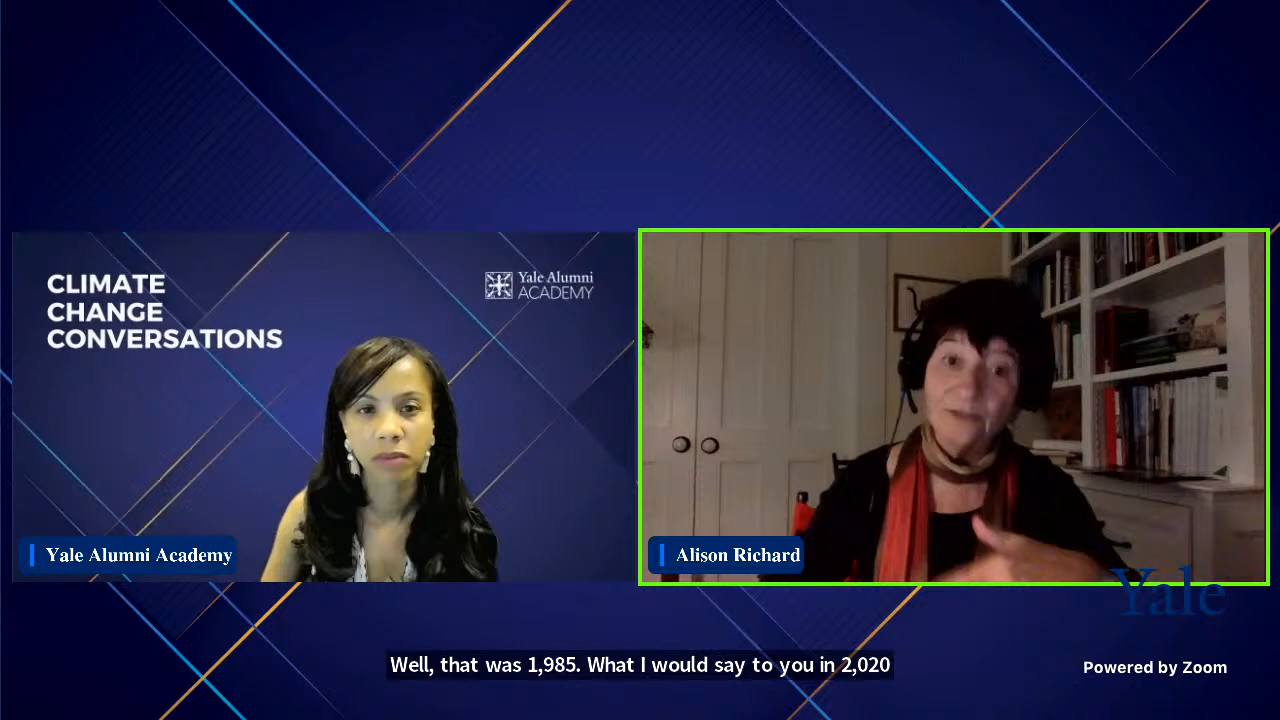 CLIMATE
CHANGE
CONVERSATIONS
Yale Alumni
ACADEMY
Yale Alumni Academy
Alison Richard
Yale
Well, that was 1,985. What I would say to you in 2,020
Powered by Zoom